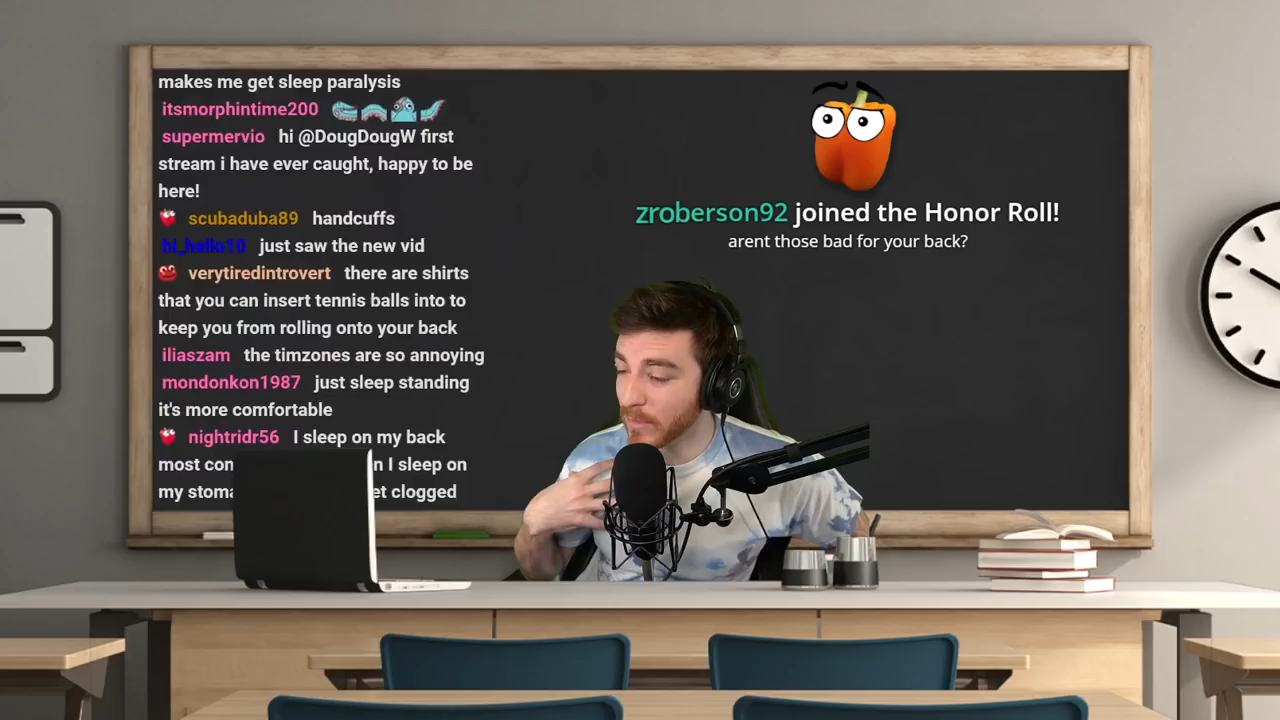 makes me get sleep paralysis
itsmorphintime200
supermervio hi @DougDougW first
stream i have ever caught, happy to be
here!
scubaduba89 handcuffs
hi_hello10 just saw the new vid
verytiredintrovert there are shirts
that you can insert tennis balls into to
keep you from rolling onto your back
iliaszam the timzones are so annoying
mondonkon1987 just sleep standing
it's more comfortable
nightridr56 I sleep on my back
most con n I sleep on
my stoma et clogged
zroberson92 joined the Honor Roll!
arent those bad for your back?